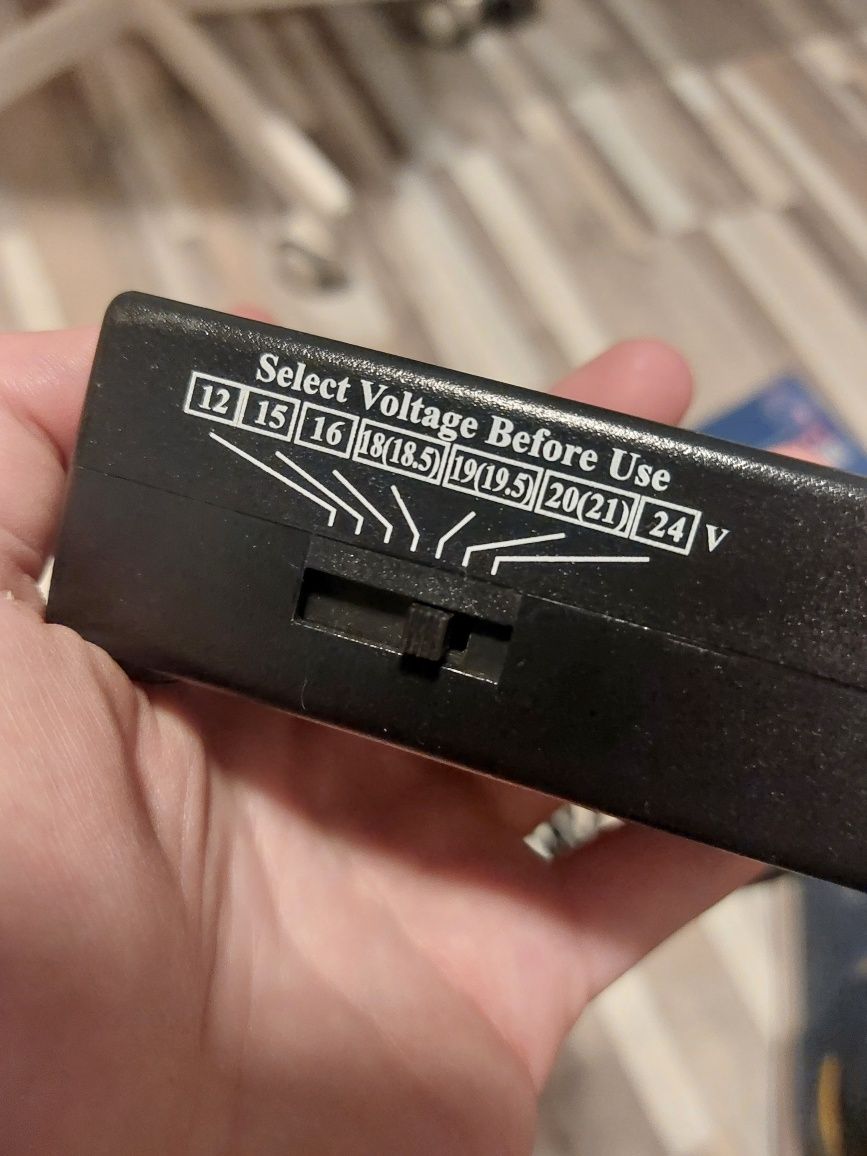 Select Voltage Before Use
12 15 16 18(18.5) 19(19.5) 20(21) 24 V